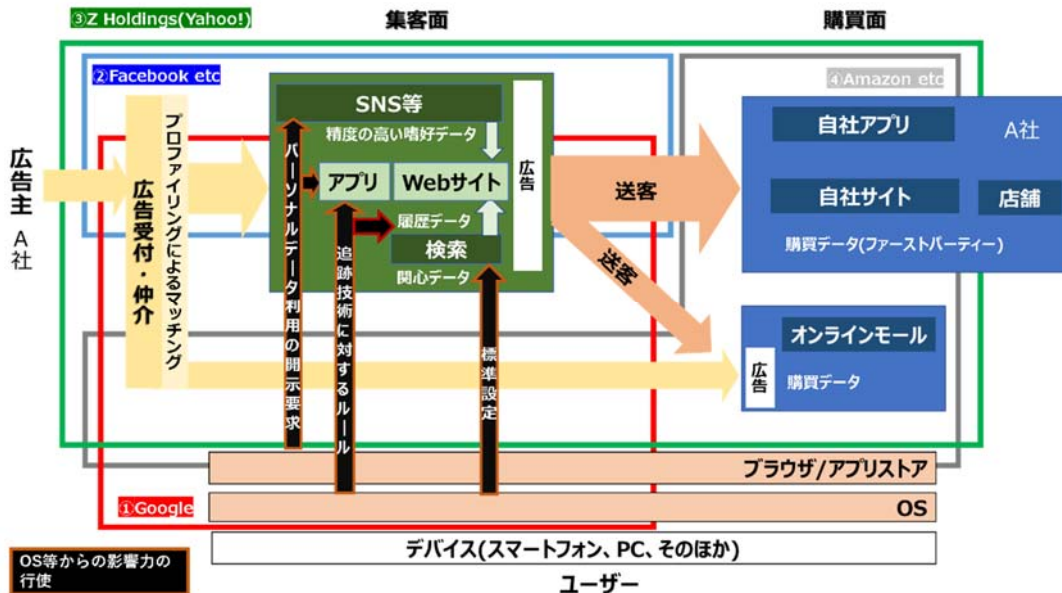 ③Z Holdings(Yahoo!)
集客面
購買面
②Facebook etc
④Amazon etc
SNS等
精度の高い嗜好データ
アプリ
Webサイト
履歴データ
検索
関心データ
広告
広告主 A社
広告受付・仲介
プロファイリングによるマッチング
パーソナルデータ利用の開示要求
追跡技術に対するルール
標準設定
送客
送客
自社アプリ
A社
自社サイト
店舗
購買データ(ファーストパーティー)
オンラインモール
広告
購買データ
ブラウザ/アプリストア
①Google
OS
デバイス(スマートフォン、PC、そのほか)
OS等からの影響力の
行使
ユーザー